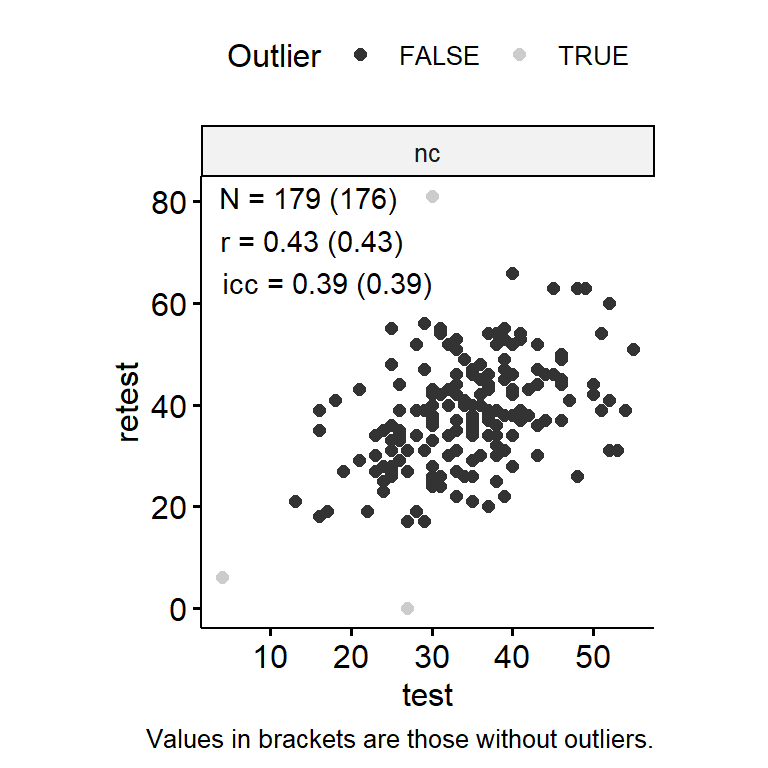 Outlier FALSE TRUE
nc
N = 179 (176)
r = 0.43 (0.43)
icc = 0.39 (0.39)
80
60
40
20
0
retest
10 20 30 40 50
test
Values in brackets are those without outliers.